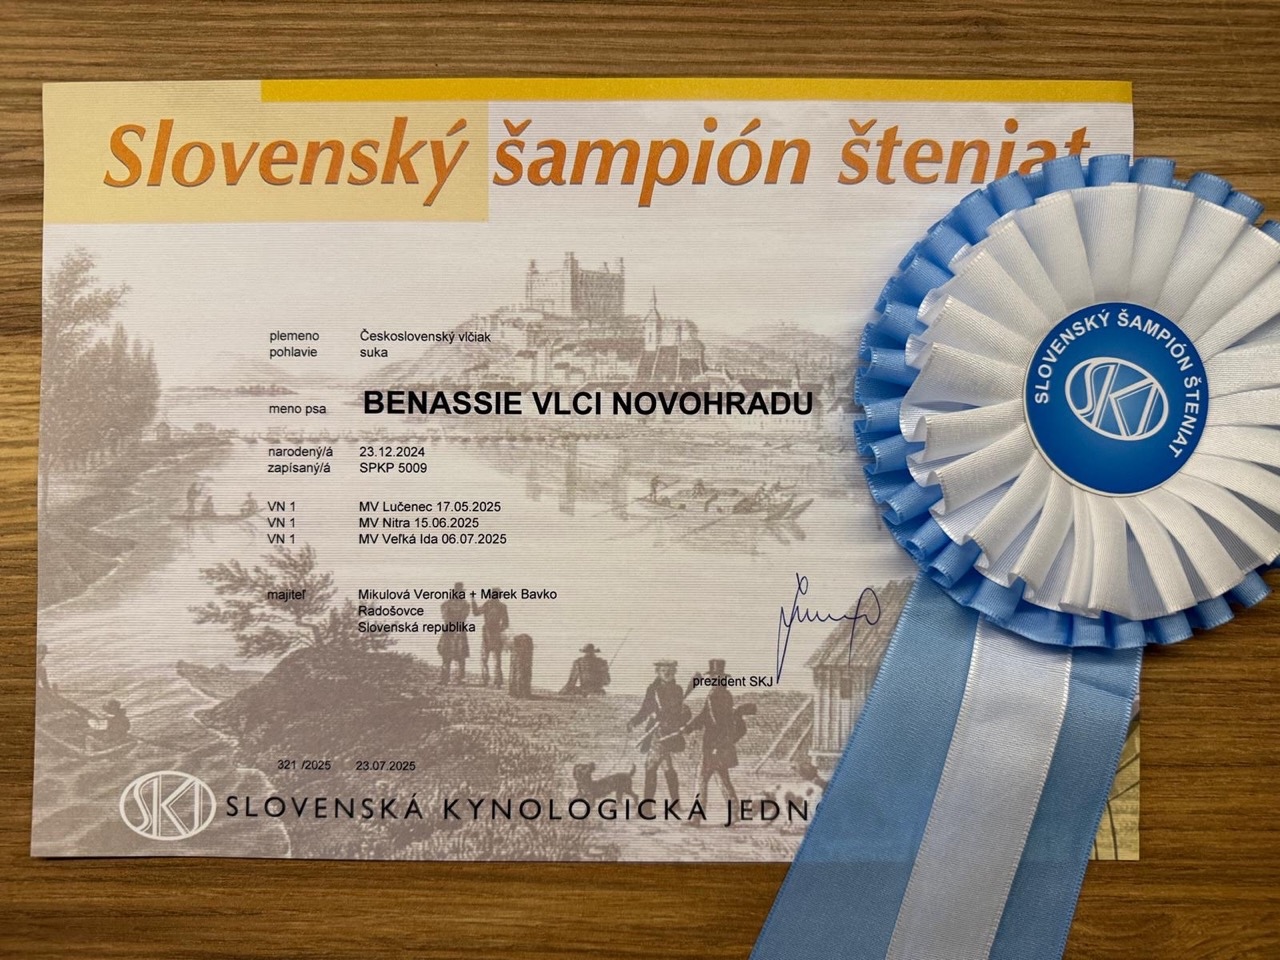 Slovenský šampión šteniat
plemeno Československý vlčiak
pohlavie suka
meno psa BENASSIE VLCI NOVOHRADU
narodený/á 23.12.2024
zapísaný/á SPKP 5009
VN 1 MV Lučenec 17.05.2025
VN 1 MV Nitra 15.06.2025
VN 1 MV Veľká Ida 06.07.2025
majiteľ Mikulová Veronika + Marek Bavko
Radošovce
Slovenská republika
prezident SKJ
321 /2025 23.07.2025
SKJ SLOVENSKÁ KYNOLOGICKÁ JEDN
SLOVENSKÝ ŠAMPIÓN ŠTENIAT
SKJ